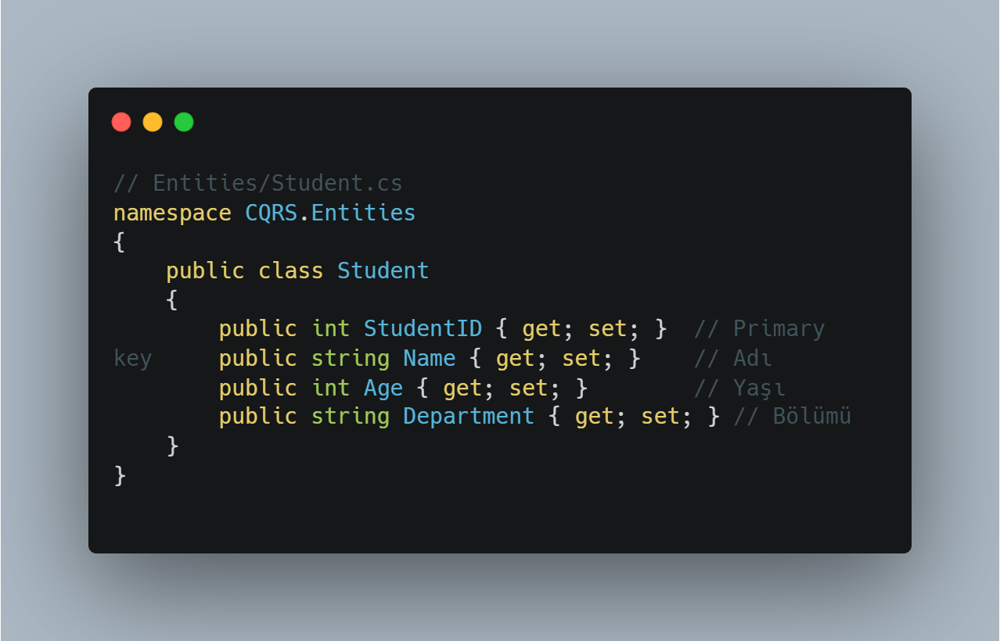 // Entities/Student.cs
namespace CQRS.Entities
{
    public class Student
    {
        public int StudentID { get; set; }  // Primary
key     public string Name { get; set; }    // Adı
        public int Age { get; set; }        // Yaşı
        public string Department { get; set; } // Bölümü
    }
}